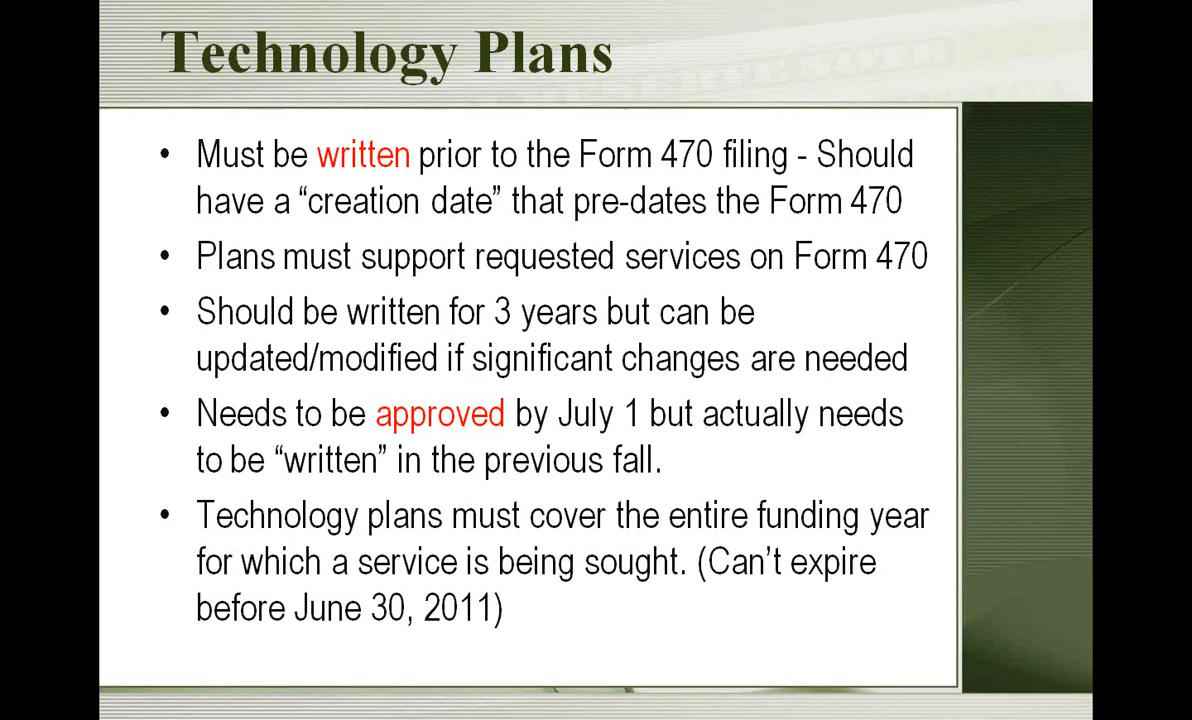 Technology Plans
• Must be written prior to the Form 470 filing - Should
have a “creation date” that pre-dates the Form 470
• Plans must support requested services on Form 470
• Should be written for 3 years but can be
updated/modified if significant changes are needed
• Needs to be approved by July 1 but actually needs
to be “written” in the previous fall.
• Technology plans must cover the entire funding year
for which a service is being sought. (Can’t expire
before June 30, 2011)